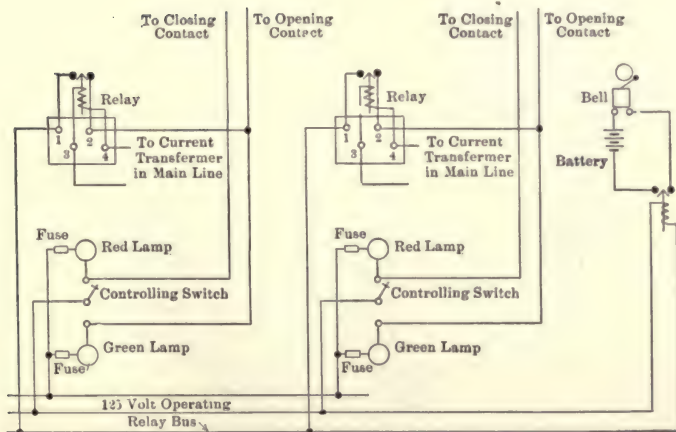 To Closing
Contact
To Opening
Contact
Relay
1
2
3
4
To Current
Transfermer
in Main Line
Fuse
Red Lamp
Controlling Switch
Green Lamp
Fuse
To Closing
Contact
To Opening
Contact
Relay
1
2
3
4
To Current
Transfermer
in Main Line
Fuse
Red Lamp
Controlling Switch
Green Lamp
Fuse
Bell
Battery
125 Volt Operating
Relay Bus